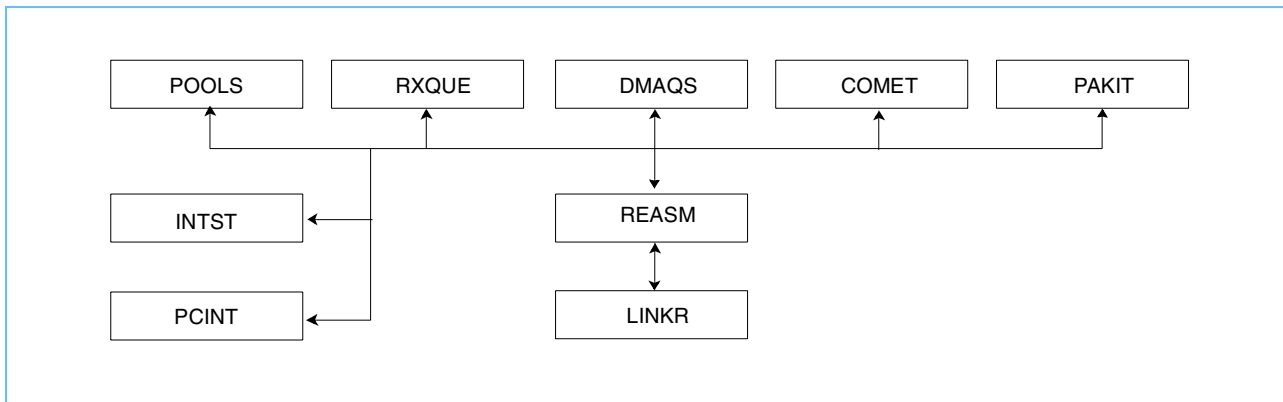 POOLS
RXQUE
DMAQS
COMET
PAKIT
INTST
REASM
PCINT
LINKR